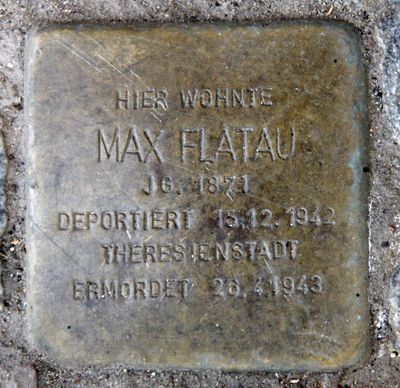 HIER WOHNTE
MAX FLATAU
JG. 1871
DEPORTIERT 15.12.1942
THERESIENSTADT
ERMORDET 26.4.1943